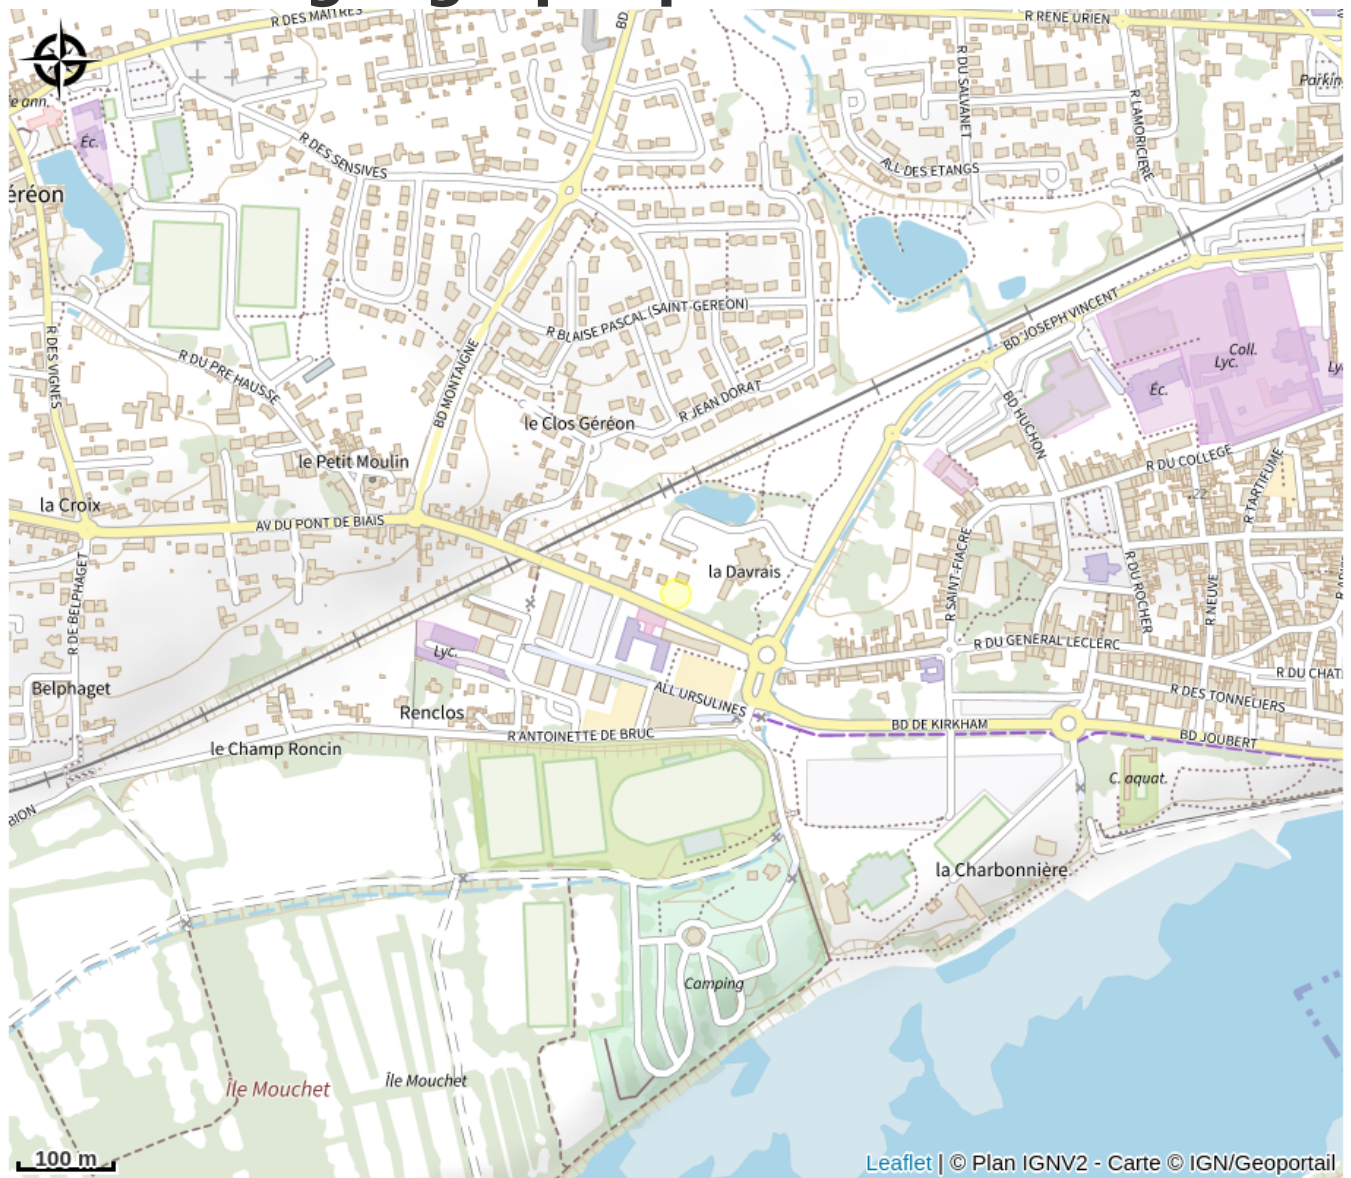 R DES MAITRES
BD
R RENE URIEN
Parkin
e ann.
Éc.
R DU SALVANET
R LAMORICIERE
R DES SENSIVES
ALL DES ETANGS
éréon
R BLAISE PASCAL (SAINT-GEREON)
BD JOSEPH VINCENT
R DES VIGNES
R DU PRE HAUSSE
BD MONTAIGNE
Coll.
Lyc.
Ly
Éc.
R JEAN DORAT
BD HUCHON
le Clos Géréon
le Petit Moulin
R DU COLLEGE
R TARTIFUME
22
la Croix
AV DU PONT DE BIAIS
R DE BELPHAGET
la Davrais
R SAINT-FIACRE
R DU ROCHER
R NEUVE
Lyc.
R DU GENERAL LECLERC
R DU CHAT
Belphaget
ALL URSULINES
R DES TONNELIERS
Renclos
BD DE KIRKHAM
R ANTOINETTE DE BRUC
BD JOUBERT
le Champ Roncin
C. aquat.
BION
la Charbonnière
Camping
Île Mouchet
Île Mouchet
100 m
Leaflet | © Plan IGNV2 - Carte © IGN/Geoportail